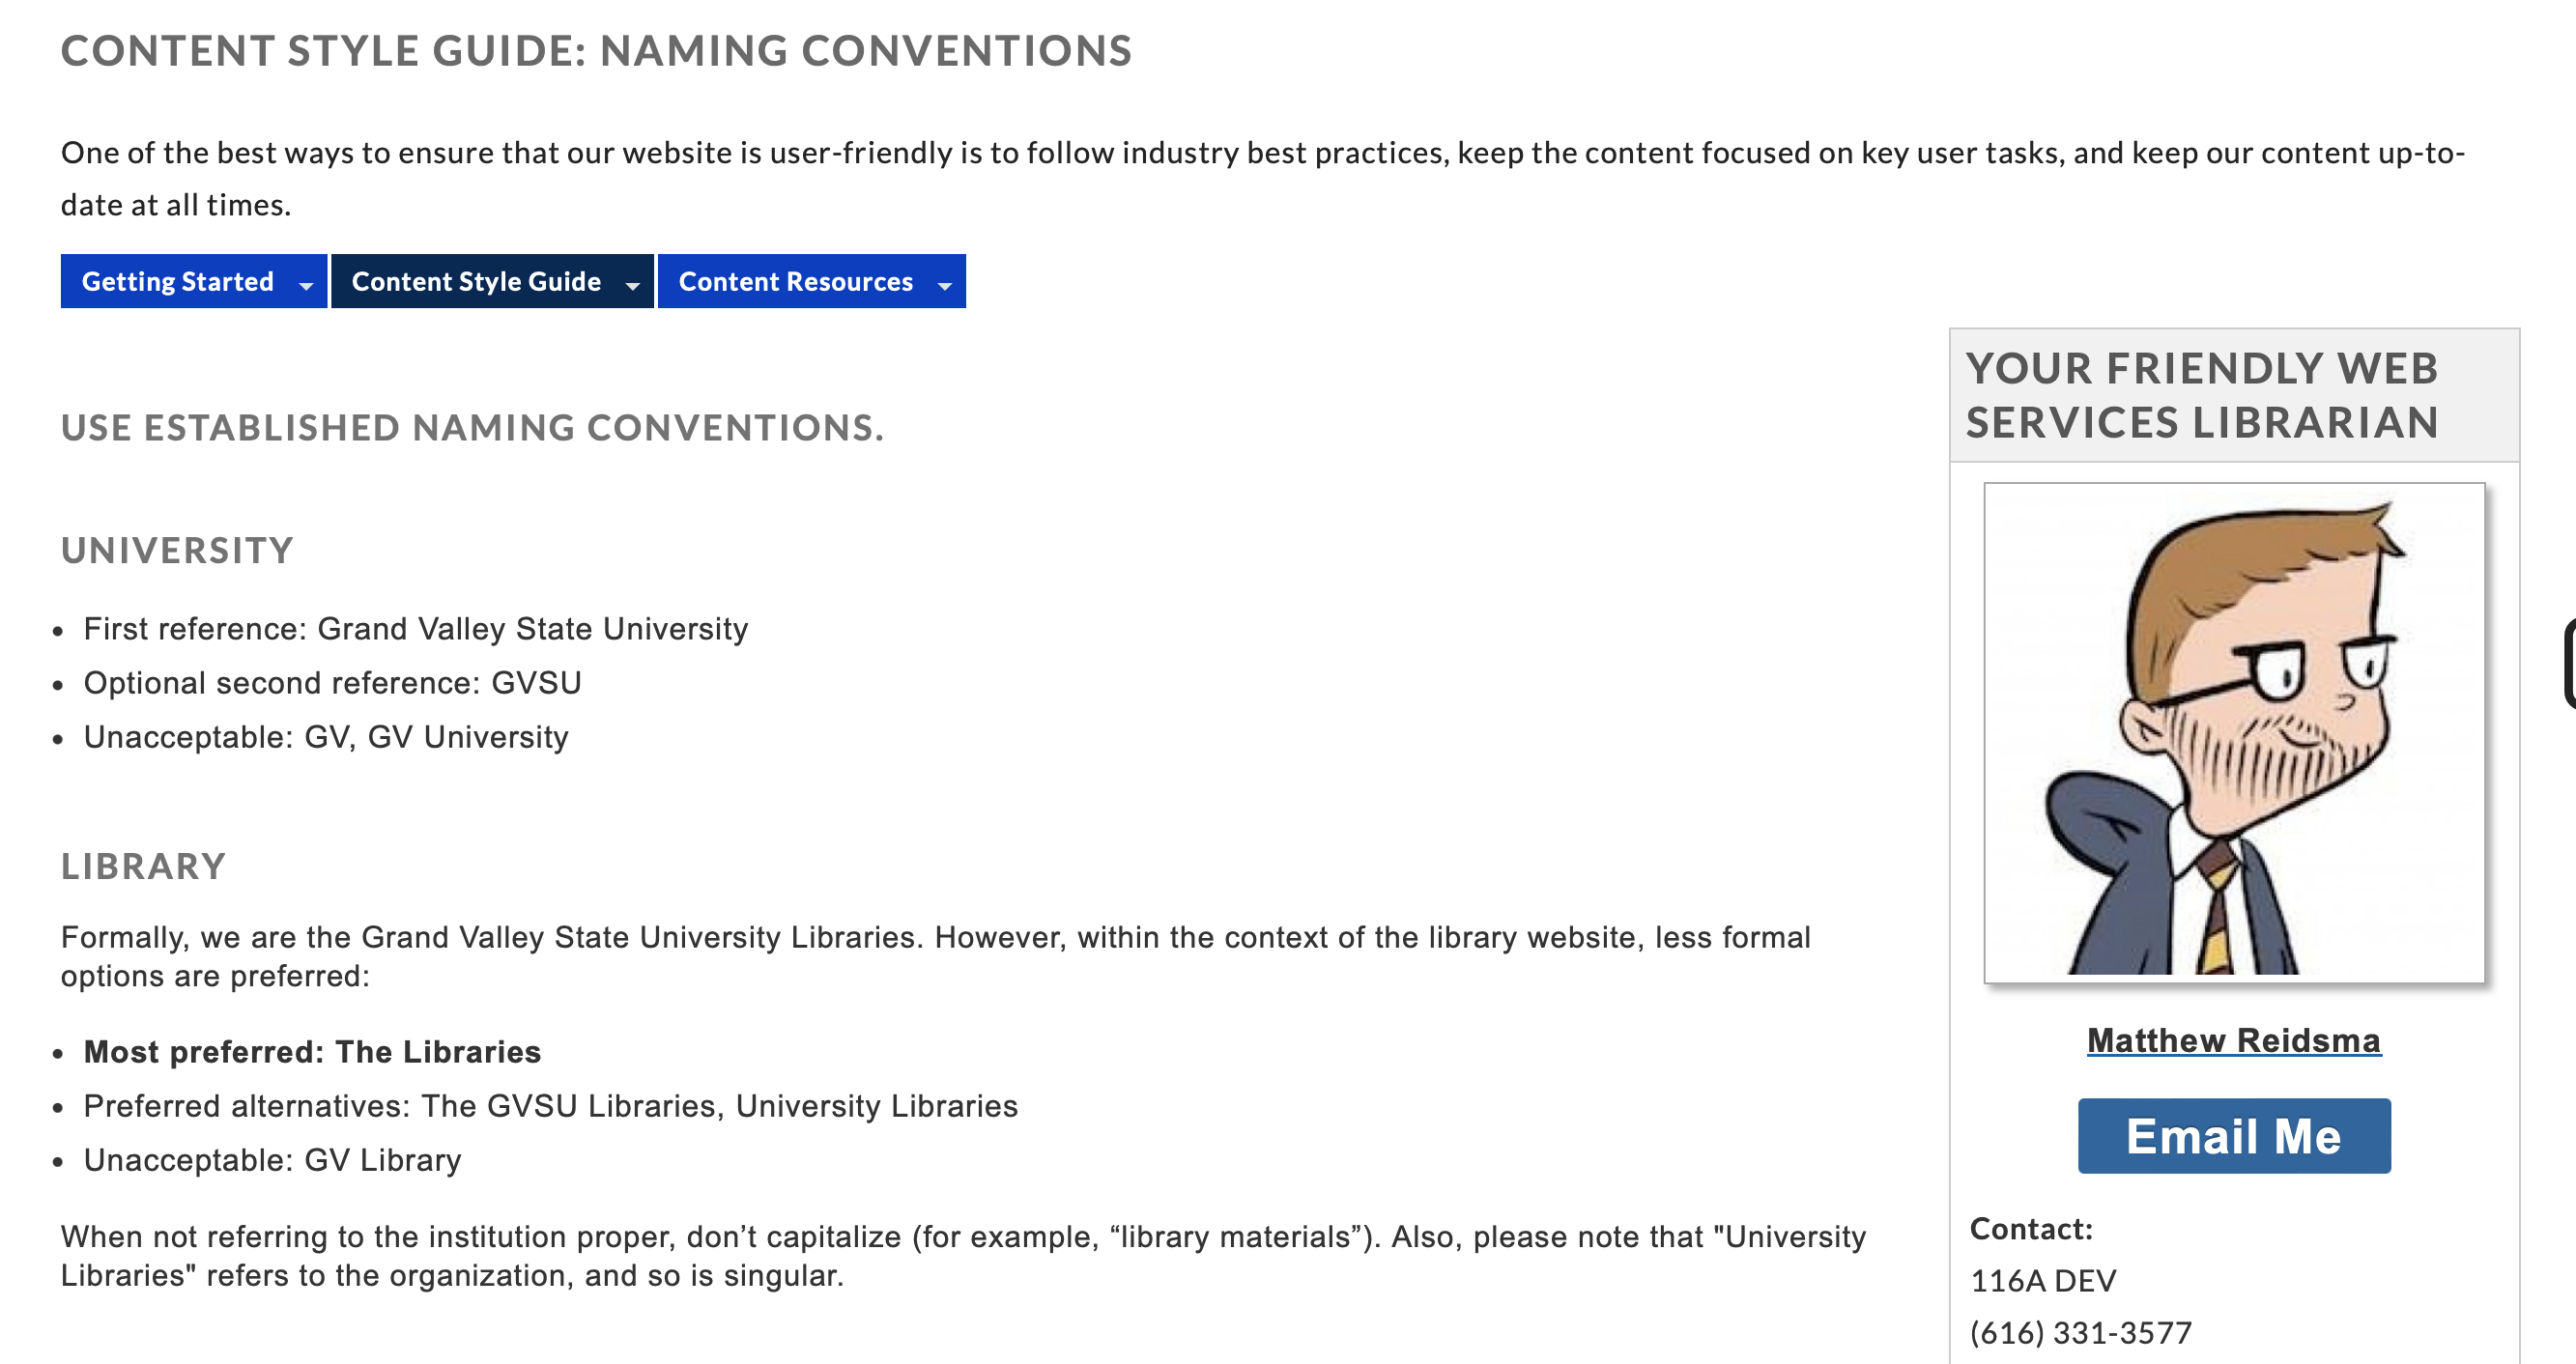 CONTENT STYLE GUIDE: NAMING CONVENTIONS
One of the best ways to ensure that our website is user-friendly is to follow industry best practices, keep the content focused on key user tasks, and keep our content up-to-
date at all times.
Getting Started
Content Style Guide
Content Resources
USE ESTABLISHED NAMING CONVENTIONS.
UNIVERSITY
• First reference: Grand Valley State University
• Optional second reference: GVSU
• Unacceptable: GV, GV University
LIBRARY
Formally, we are the Grand Valley State University Libraries. However, within the context of the library website, less formal
options are preferred:
• Most preferred: The Libraries
• Preferred alternatives: The GVSU Libraries, University Libraries
• Unacceptable: GV Library
When not referring to the institution proper, don’t capitalize (for example, “library materials”). Also, please note that "University
Libraries" refers to the organization, and so is singular.
YOUR FRIENDLY WEB
SERVICES LIBRARIAN
Matthew Reidsma
Email Me
Contact:
116A DEV
(616) 331-3577